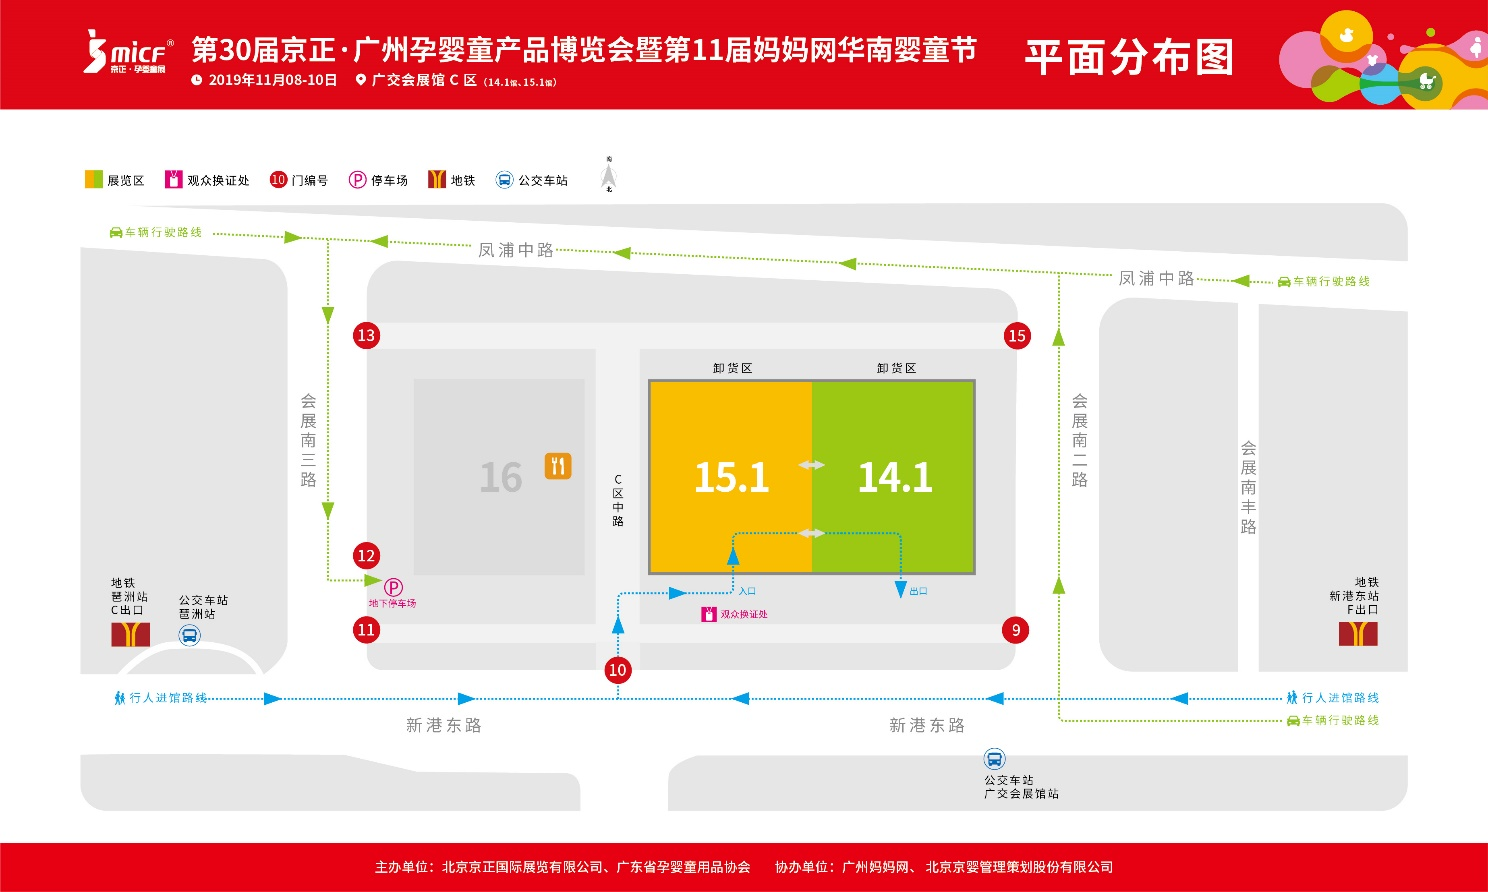 micf®
京正·孕婴童展
第30届京正·广州孕婴童产品博览会暨第11届妈妈网华南婴童节
2019年11月08-10日 广交会展馆 C 区 (14.1馆、15.1馆)
平面分布图
展览区 观众换证处 10 门编号 P 停车场 地铁 公交车站
南
北
车辆行驶路线
凤浦中路
凤浦中路
车辆行驶路线
13
15
卸货区 卸货区
会展南三路
16
C区中路
15.1
14.1
会展南二路
会展南丰路
12
P
地下停车场
入口
出口
观众换证处
地铁
琶洲站
C出口
公交车站
琶洲站
地铁
新港东站
F出口
11
9
10
行人进馆路线
行人进馆路线
新港东路
新港东路
车辆行驶路线
公交车站
广交会展馆站
主办单位：北京京正国际展览有限公司、广东省孕婴童用品协会 协办单位：广州妈妈网、 北京京婴管理策划股份有限公司